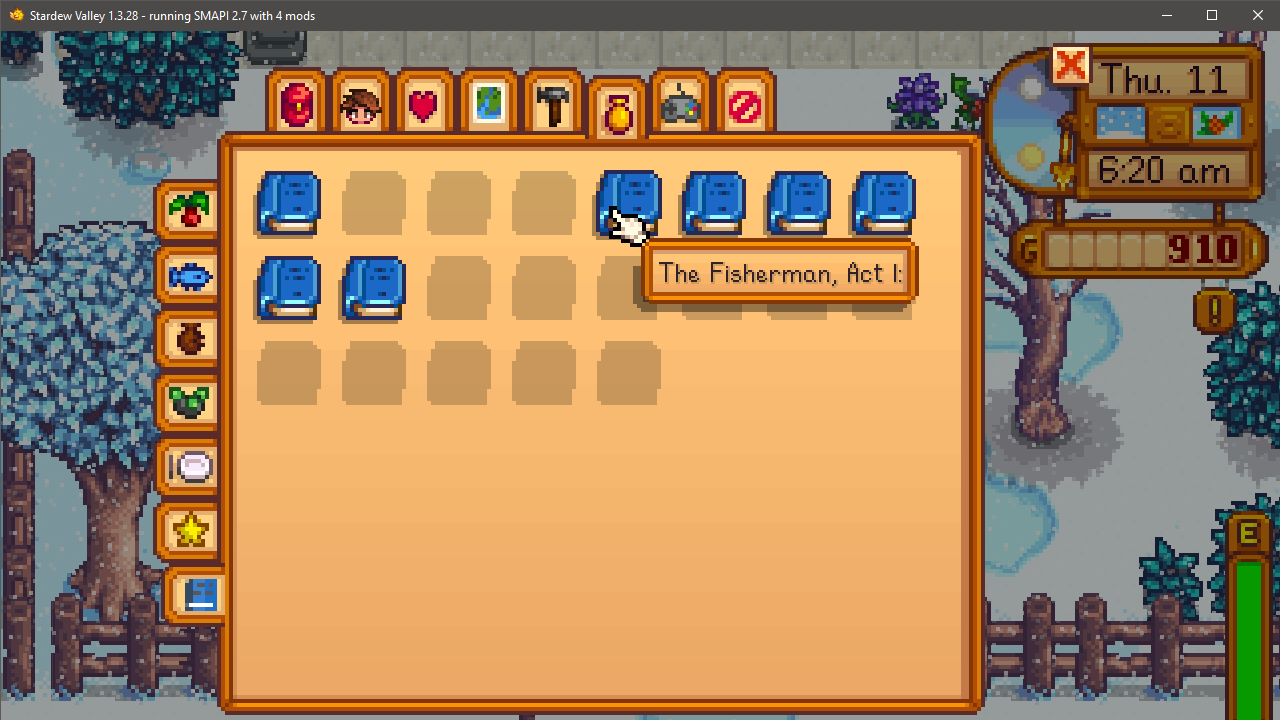 Stardew Valley 1.3.28 - running SMAPI 2.7 with 4 mods
Thu. 11
6:20 am
G 910
!
The Fisherman, Act I:
E